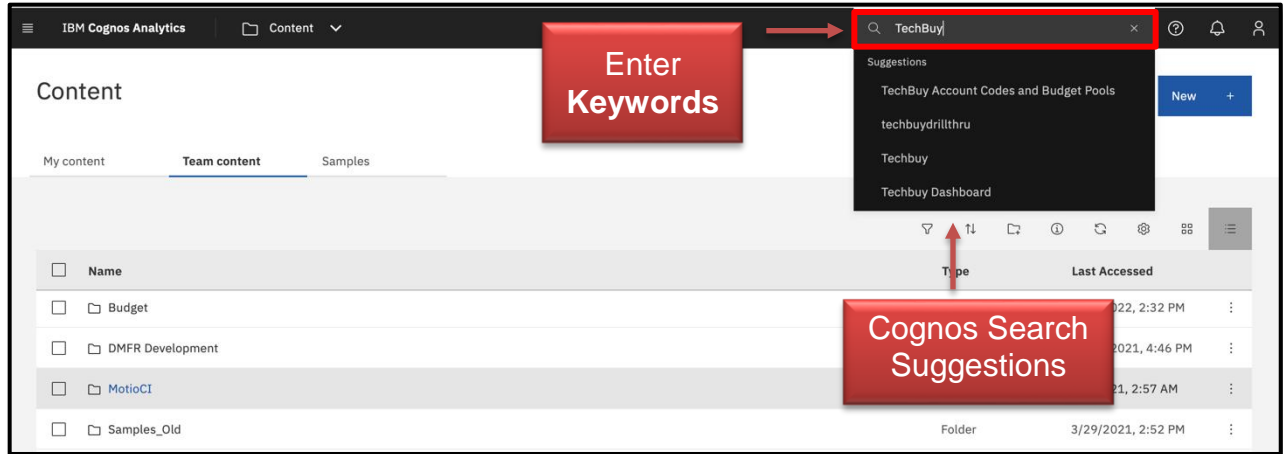 IBM Cognos Analytics
Content
TechBuy
Enter
Keywords
Suggestions
TechBuy Account Codes and Budget Pools
techbuydrillthru
Techbuy
Techbuy Dashboard
Content
New +
My content
Team content
Samples
Name
Type
Last Accessed
Budget
022, 2:32 PM
DMFR Development
2021, 4:46 PM
MotioCI
21, 2:57 AM
Cognos Search
Suggestions
Samples_Old
Folder
3/29/2021, 2:52 PM